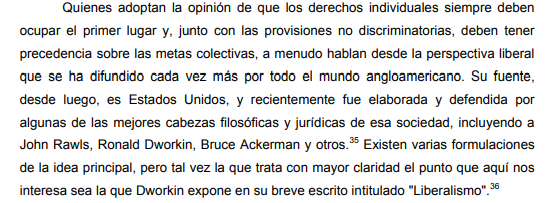 Quienes adoptan la opinión de que los derechos individuales siempre deben
ocupar el primer lugar y, junto con las provisiones no discriminatorias, deben tener
precedencia sobre las metas colectivas, a menudo hablan desde la perspectiva liberal
que se ha difundido cada vez más por todo el mundo angloamericano. Su fuente,
desde luego, es Estados Unidos, y recientemente fue elaborada y defendida por
algunas de las mejores cabezas filosóficas y jurídicas de esa sociedad, incluyendo a
John Rawls, Ronald Dworkin, Bruce Ackerman y otros.35 Existen varias formulaciones
de la idea principal, pero tal vez la que trata con mayor claridad el punto que aquí nos
interesa sea la que Dworkin expone en su breve escrito intitulado "Liberalismo".36